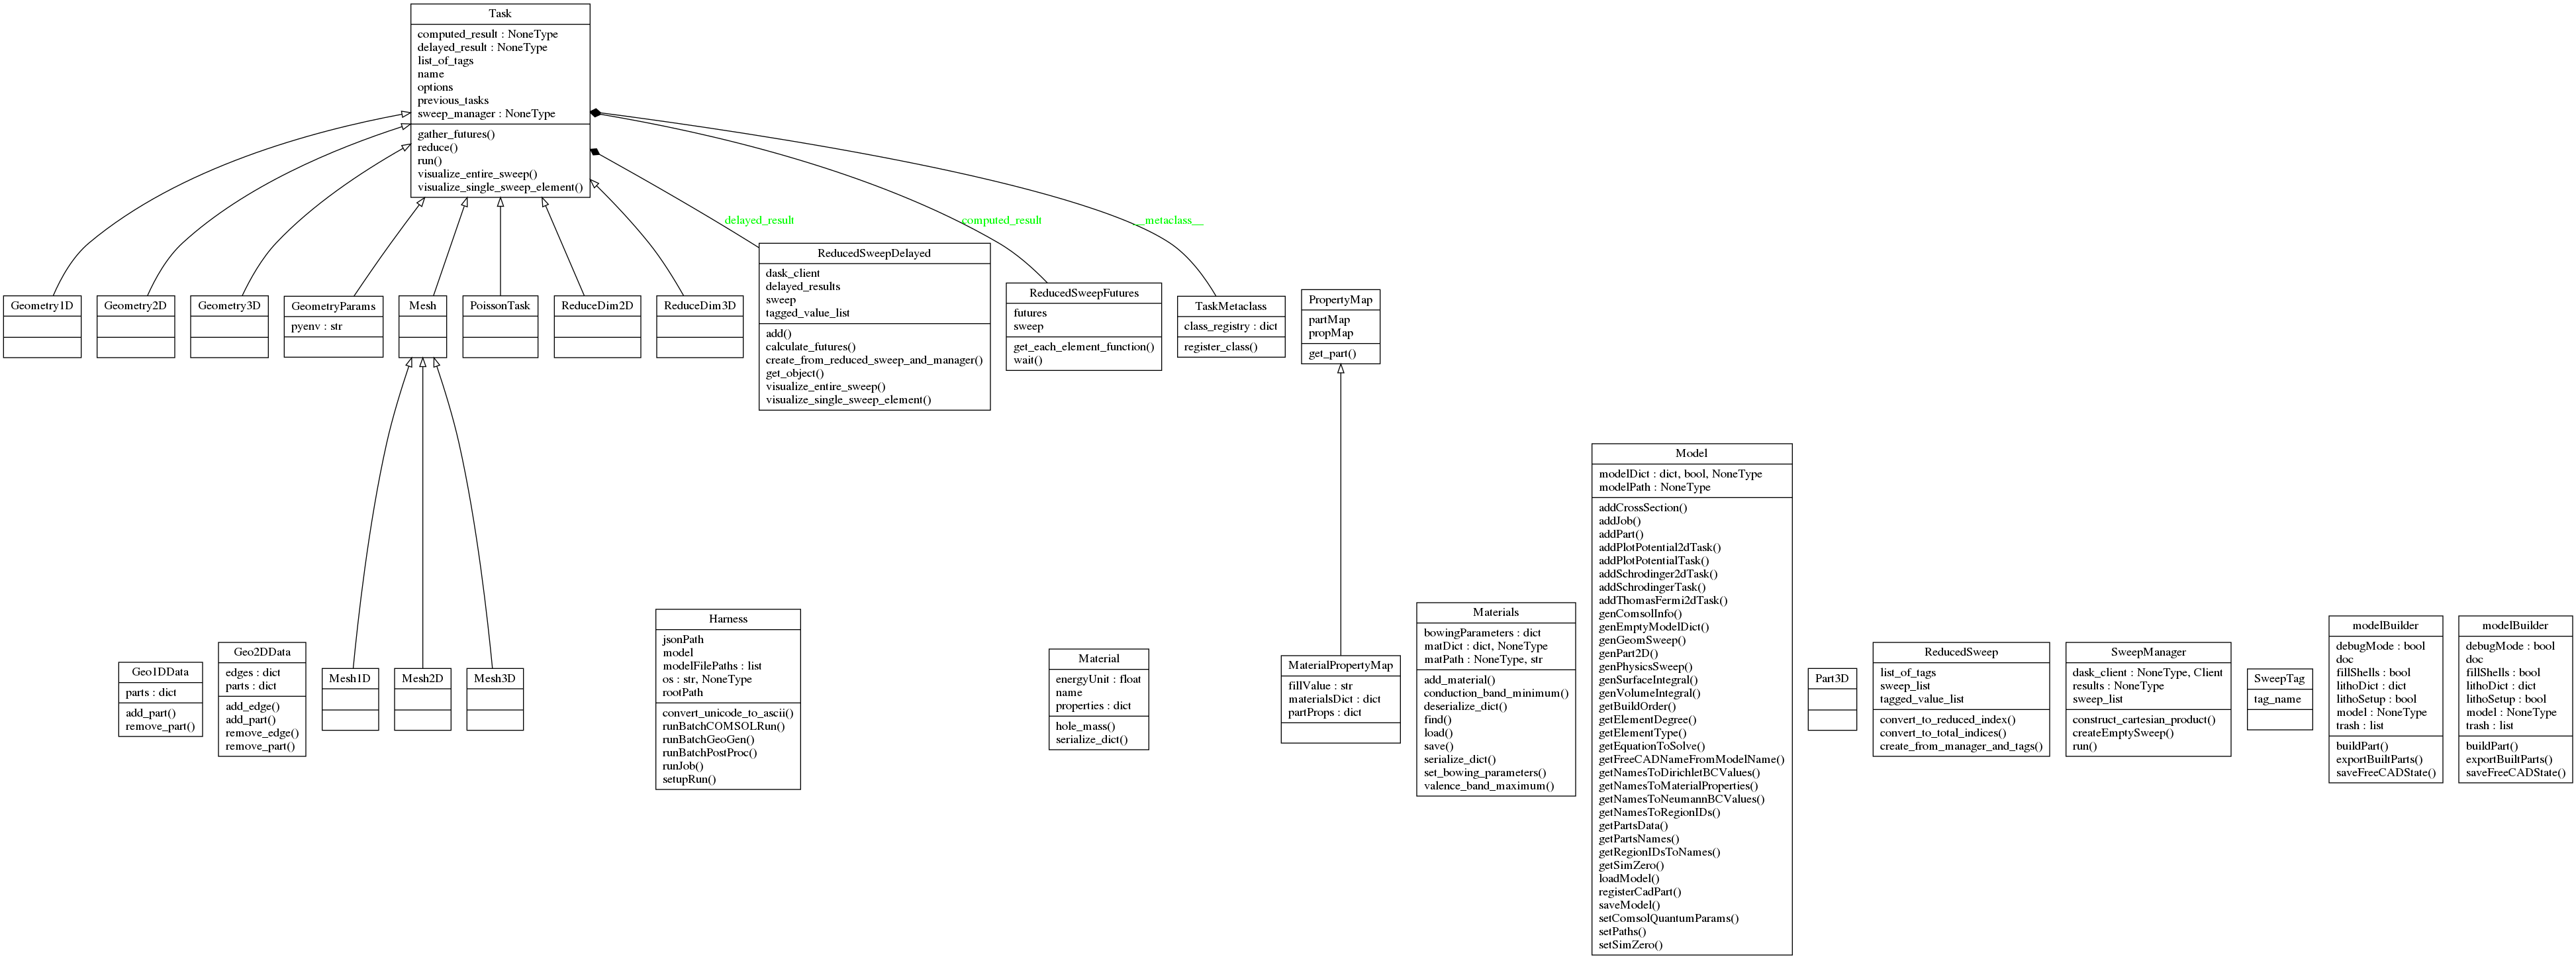 Task
computed_result : NoneType
delayed_result : NoneType
list_of_tags
name
options
previous_tasks
sweep_manager : NoneType
gather_futures()
reduce()
run()
visualize_entire_sweep()
visualize_single_sweep_element()
delayed_result
computed_result
__metaclass__
Geometry1D
Geometry2D
Geometry3D
GeometryParams
pyenv : str
Mesh
PoissonTask
ReduceDim2D
ReduceDim3D
ReducedSweepDelayed
dask_client
delayed_results
sweep
tagged_value_list
add()
calculate_futures()
create_from_reduced_sweep_and_manager()
get_object()
visualize_entire_sweep()
visualize_single_sweep_element()
ReducedSweepFutures
futures
sweep
get_each_element_function()
wait()
TaskMetaclass
class_registry : dict
register_class()
PropertyMap
partMap
propMap
get_part()
Geo1DData
parts : dict
add_part()
remove_part()
Geo2DData
edges : dict
parts : dict
add_edge()
add_part()
remove_edge()
remove_part()
Mesh1D
Mesh2D
Mesh3D
Harness
jsonPath
model
modelFilePaths : list
os : str, NoneType
rootPath
convert_unicode_to_ascii()
runBatchCOMSOLRun()
runBatchGeoGen()
runBatchPostProc()
runJob()
setupRun()
Material
energyUnit : float
name
properties : dict
hole_mass()
serialize_dict()
MaterialPropertyMap
fillValue : str
materialsDict : dict
partProps : dict
Materials
bowingParameters : dict
matDict : dict, NoneType
matPath : NoneType, str
add_material()
conduction_band_minimum()
deserialize_dict()
find()
load()
save()
serialize_dict()
set_bowing_parameters()
valence_band_maximum()
Model
modelDict : dict, bool, NoneType
modelPath : NoneType
addCrossSection()
addJob()
addPart()
addPlotPotential2dTask()
addPlotPotentialTask()
addSchrodinger2dTask()
addSchrodingerTask()
addThomasFermi2dTask()
genComsolInfo()
genEmptyModelDict()
genGeomSweep()
genPart2D()
genPhysicsSweep()
genSurfaceIntegral()
genVolumeIntegral()
getBuildOrder()
getElementDegree()
getElementType()
getEquationToSolve()
getFreeCADNameFromModelName()
getNamesToDirichletBCValues()
getNamesToMaterialProperties()
getNamesToNeumannBCValues()
getNamesToRegionIDs()
getPartsData()
getPartsNames()
getRegionIDsToNames()
getSimZero()
loadModel()
registerCadPart()
saveModel()
setComsolQuantumParams()
setPaths()
setSimZero()
Part3D
ReducedSweep
list_of_tags
sweep_list
tagged_value_list
convert_to_reduced_index()
convert_to_total_indices()
create_from_manager_and_tags()
SweepManager
dask_client : NoneType, Client
results : NoneType
sweep_list
construct_cartesian_product()
createEmptySweep()
run()
SweepTag
tag_name
modelBuilder
debugMode : bool
doc
fillShells : bool
lithoDict : dict
lithoSetup : bool
model : NoneType
trash : list
buildPart()
exportBuiltParts()
saveFreeCADState()
modelBuilder
debugMode : bool
doc
fillShells : bool
lithoDict : dict
lithoSetup : bool
model : NoneType
trash : list
buildPart()
exportBuiltParts()
saveFreeCADState()